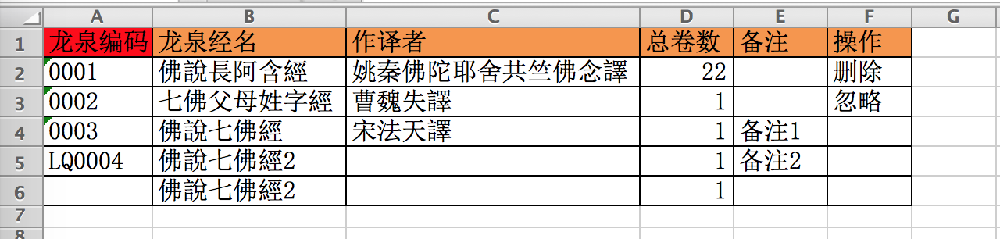 A B C D E F G
1 龙泉编码 龙泉经名 作译者 总卷数 备注 操作
2 0001 佛說長阿含經 姚秦佛陀耶舍共竺佛念譯 22 删除
3 0002 七佛父母姓字經 曹魏失譯 1 忽略
4 0003 佛說七佛經 宋法天譯 1 备注1
5 LQ0004 佛說七佛經2 1 备注2
6 佛說七佛經2 1
7
8